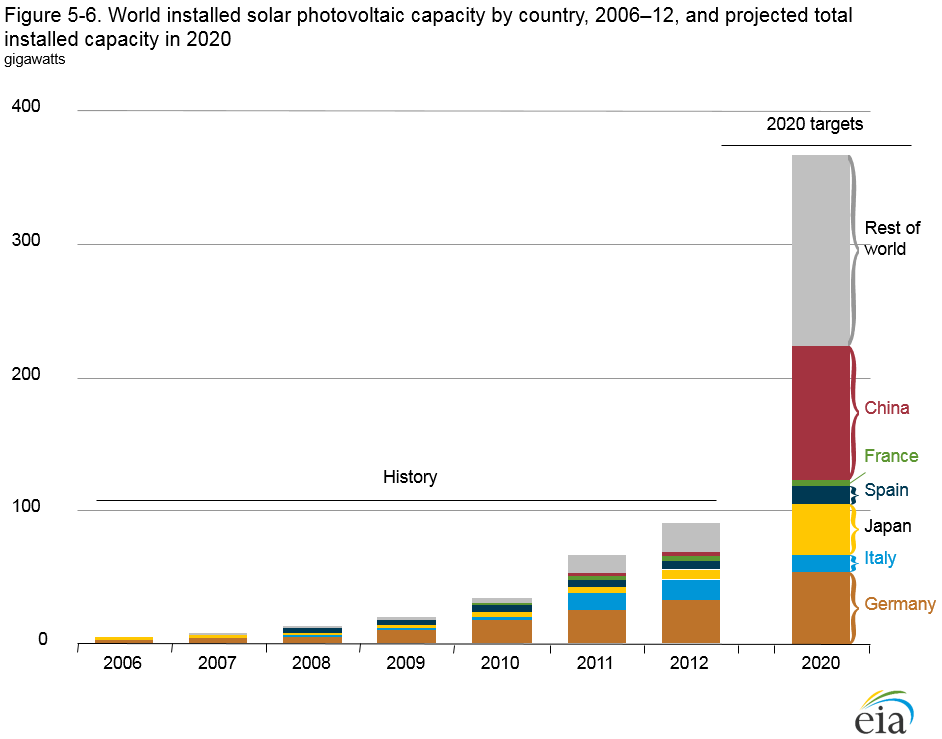 Figure 5-6. World installed solar photovoltaic capacity by country, 2006–12, and projected total
installed capacity in 2020
gigawatts
400
2020 targets
Rest of
world
300
200
China
France
History
Spain
100
Japan
Italy
Germany
0
2006
2007
2008
2009
2010
2011
2012
2020
eia